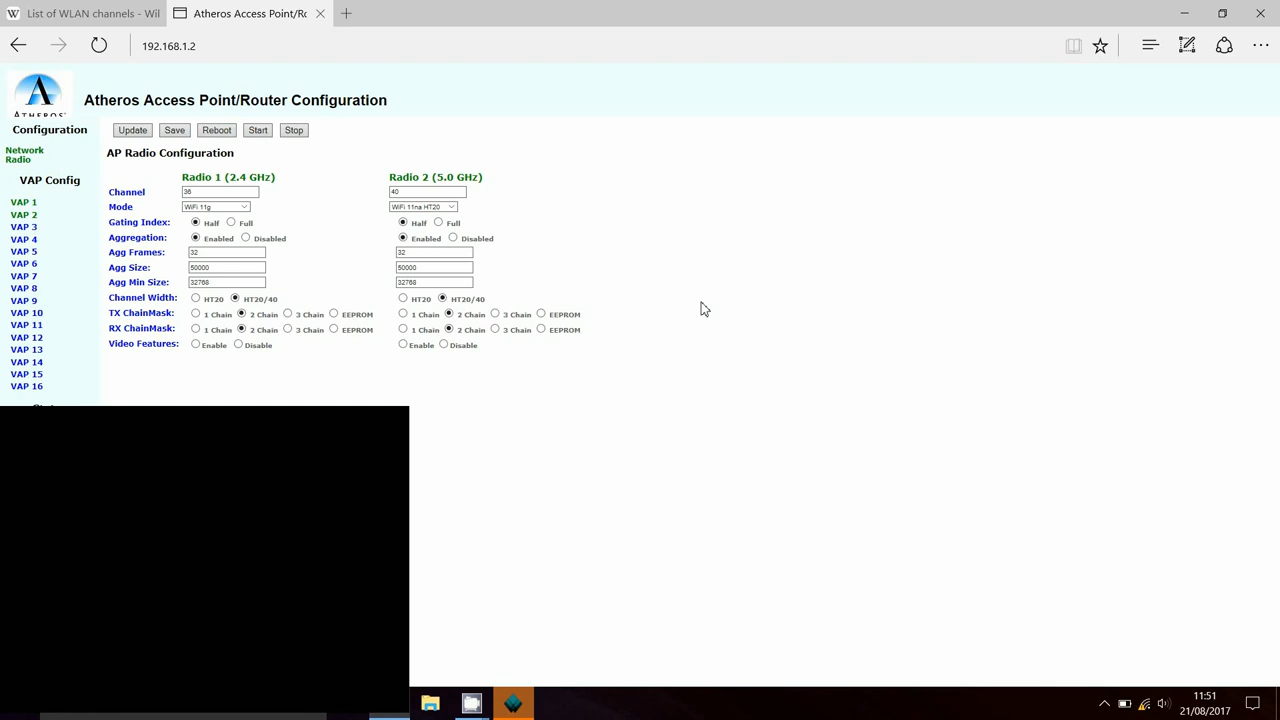 List of WLAN channels - Wil
Atheros Access Point/Ro
192.168.1.2
ATHEROS
Atheros Access Point/Router Configuration
Configuration
Update Save Reboot Start Stop
Network
Radio
AP Radio Configuration
VAP Config
Radio 1 (2.4 GHz) Radio 2 (5.0 GHz)
Channel 36 40
Mode WiFi 11g WiFi 11na HT20
Gating Index: Half Full Half Full
Aggregation: Enabled Disabled Enabled Disabled
Agg Frames: 32 32
Agg Size: 50000 50000
Agg Min Size: 32768 32768
Channel Width: HT20 HT20/40 HT20 HT20/40
TX ChainMask: 1 Chain 2 Chain 3 Chain EEPROM 1 Chain 2 Chain 3 Chain EEPROM
RX ChainMask: 1 Chain 2 Chain 3 Chain EEPROM 1 Chain 2 Chain 3 Chain EEPROM
Video Features: Enable Disable Enable Disable
VAP 1
VAP 2
VAP 3
VAP 4
VAP 5
VAP 6
VAP 7
VAP 8
VAP 9
VAP 10
VAP 11
VAP 12
VAP 13
VAP 14
VAP 15
VAP 16
11:51
21/08/2017